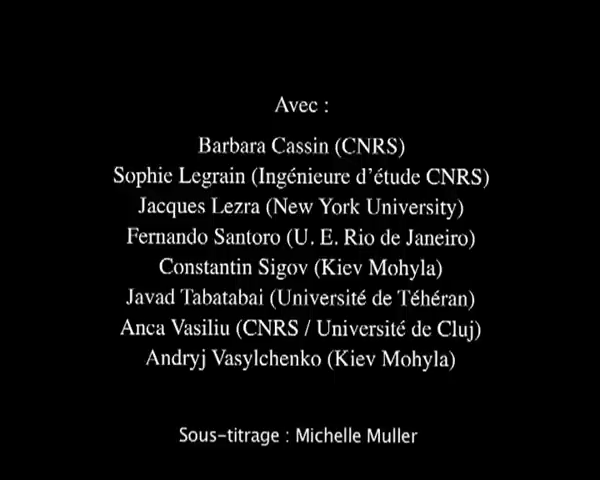 Avec :
Barbara Cassin (CNRS)
Sophie Legrain (Ingénieure d'étude CNRS)
Jacques Lezra (New York University)
Fernando Santoro (U. E. Rio de Janeiro)
Constantin Sigov (Kiev Mohyla)
Javad Tabatabai (Université de Téhéran)
Anca Vasiliu (CNRS / Université de Cluj)
Andryj Vasylchenko (Kiev Mohyla)
Sous-titrage : Michelle Muller